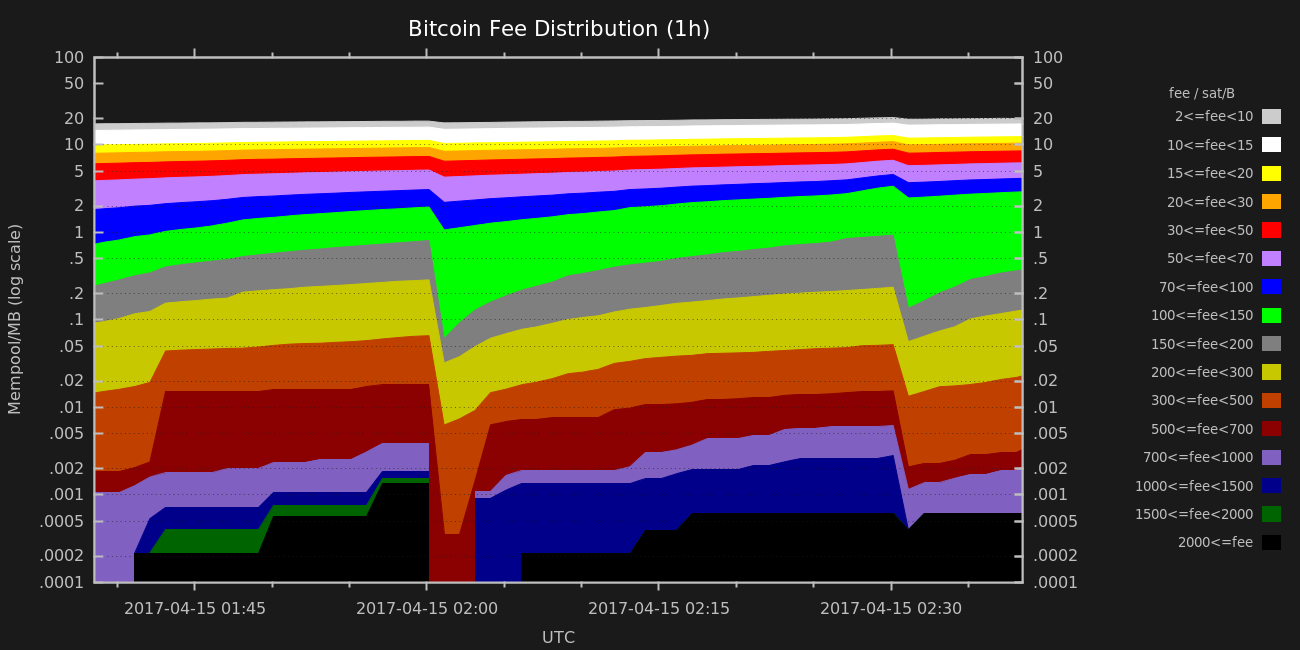 Bitcoin Fee Distribution (1h)
100 100
50 50
20 20
10 10
5 5
2 2
1 1
.5 .5
.2 .2
.1 .1
.05 .05
.02 .02
.01 .01
.005 .005
.002 .002
.001 .001
.0005 .0005
.0002 .0002
.0001 .0001
Mempool/MB (log scale)
2017-04-15 01:45 2017-04-15 02:00 2017-04-15 02:15 2017-04-15 02:30
UTC
fee / sat/B
2<=fee<10
10<=fee<15
15<=fee<20
20<=fee<30
30<=fee<50
50<=fee<70
70<=fee<100
100<=fee<150
150<=fee<200
200<=fee<300
300<=fee<500
500<=fee<700
700<=fee<1000
1000<=fee<1500
1500<=fee<2000
2000<=fee